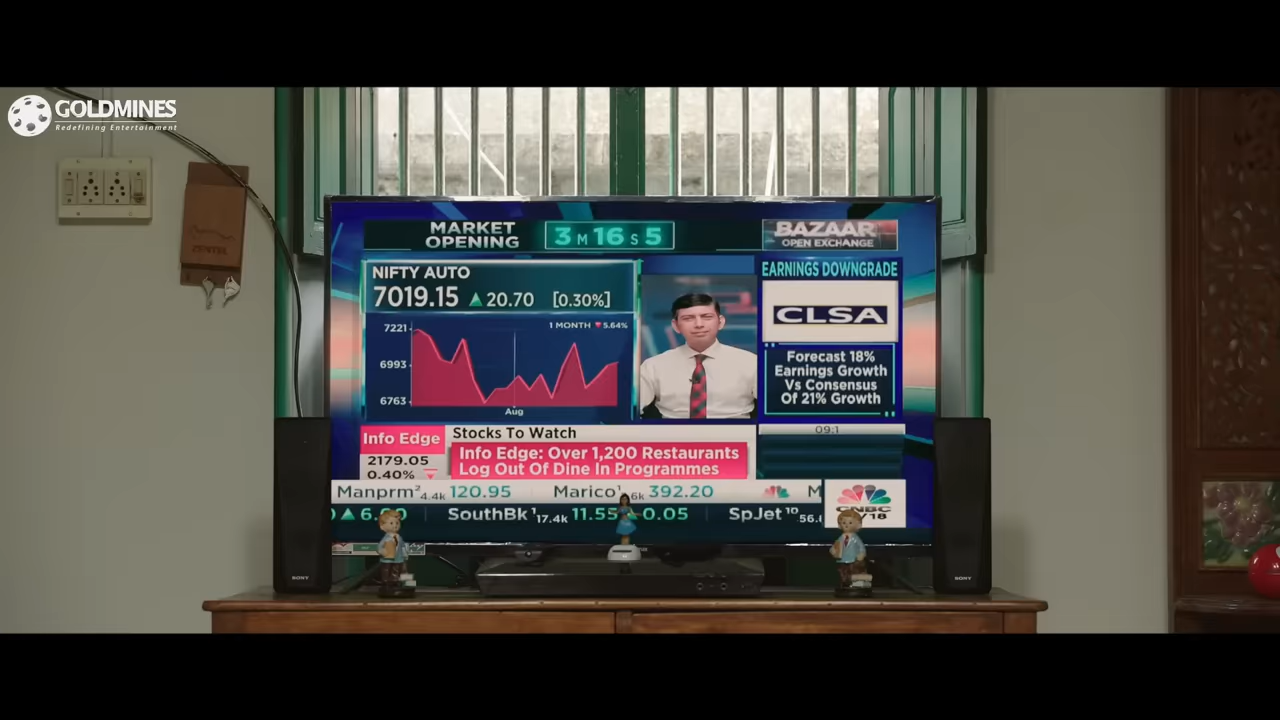 GOLDMINES
Redefining Entertainment
MARKET
OPENING
3 M 16 S 5
BAZAAR
OPEN EXCHANGE
NIFTY AUTO
7019.15 ▲ 20.70 [0.30%]
1 MONTH ▼ 5.64%
7221
6993
6763
Aug
EARNINGS DOWNGRADE
CLSA
" Forecast 18%
Earnings Growth
Vs Consensus
Of 21% Growth "
09:1
Info Edge
2179.05
0.40% ▼
Stocks To Watch
Info Edge: Over 1,200 Restaurants
Log Out Of Dine In Programmes
Manprm² 4.4k 120.95 Marico¹ 392.20 M
SouthBk¹ 17.4k 11.55 0.05 SpJet¹⁰
CNBC
SONY
SONY